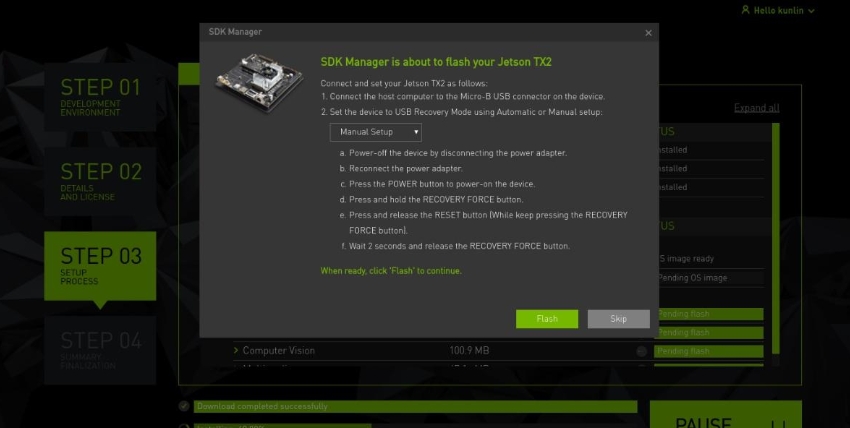 Hello kunlin
SDK Manager
SDK Manager is about to flash your Jetson TX2
Connect and set your Jetson TX2 as follows:
1. Connect the host computer to the Micro-B USB connector on the device.
2. Set the device to USB Recovery Mode using Automatic or Manual setup:
Manual Setup
a. Power-off the device by disconnecting the power adapter.
b. Reconnect the power adapter.
c. Press the POWER button to power-on the device.
d. Press and hold the RECOVERY FORCE button.
e. Press and release the RESET button (While keep pressing the RECOVERY
FORCE button).
f. Wait 2 seconds and release the RECOVERY FORCE button.
When ready, click 'Flash' to continue.
Flash
Skip
STEP 01
DEVELOPMENT
ENVIRONMENT
STEP 02
DETAILS
AND LICENSE
STEP 03
SETUP
PROCESS
STEP 04
SUMMARY
FINALIZATION
Expand all
TUS
nstalled
nstalled
TUS
S image ready
Pending OS image
Pending flash
Pending flash
Computer Vision
100.9 MB
Pending flash
Download completed successfully
PAUSE